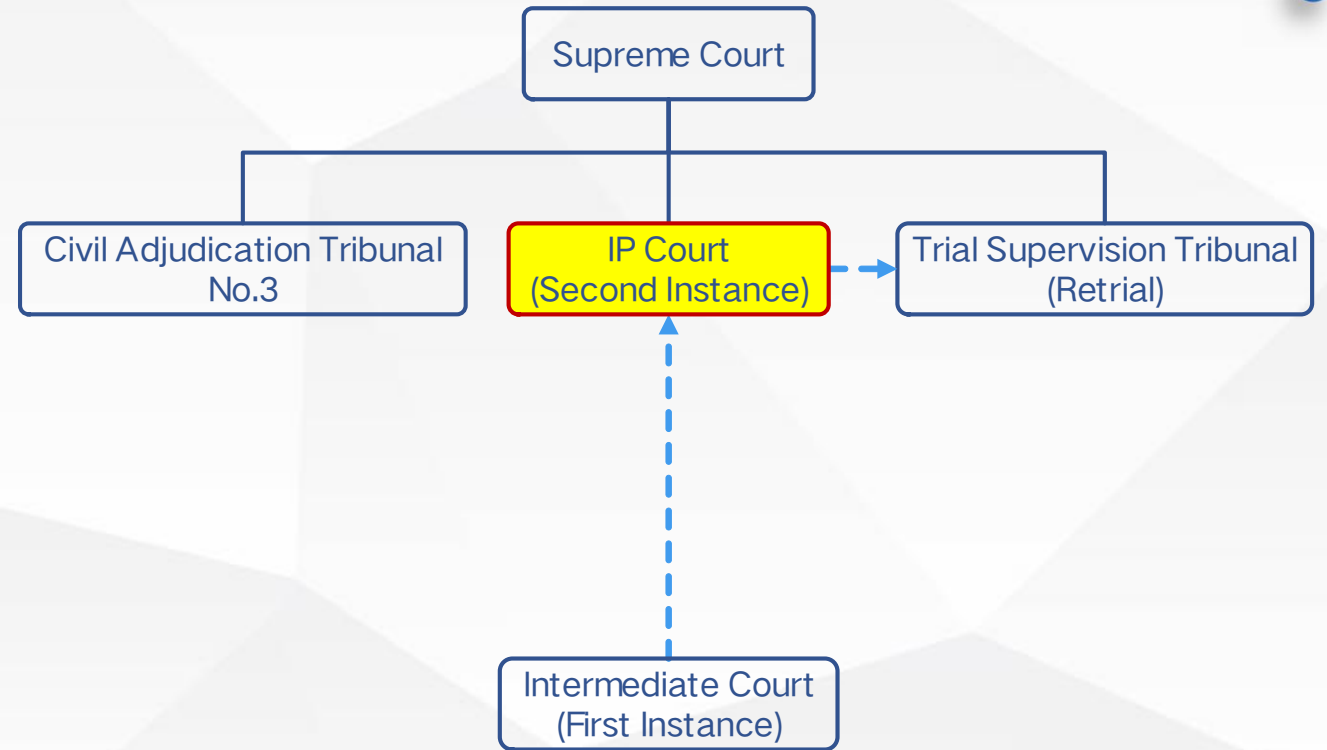 Supreme Court
Civil Adjudication Tribunal
No.3
IP Court
(Second Instance)
Trial Supervision Tribunal
(Retrial)
Intermediate Court
(First Instance)